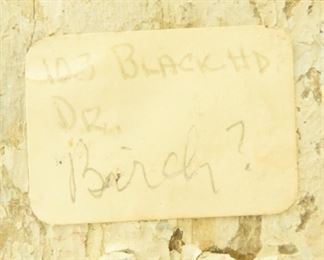 103 BLACK HD
DR.
Birch?